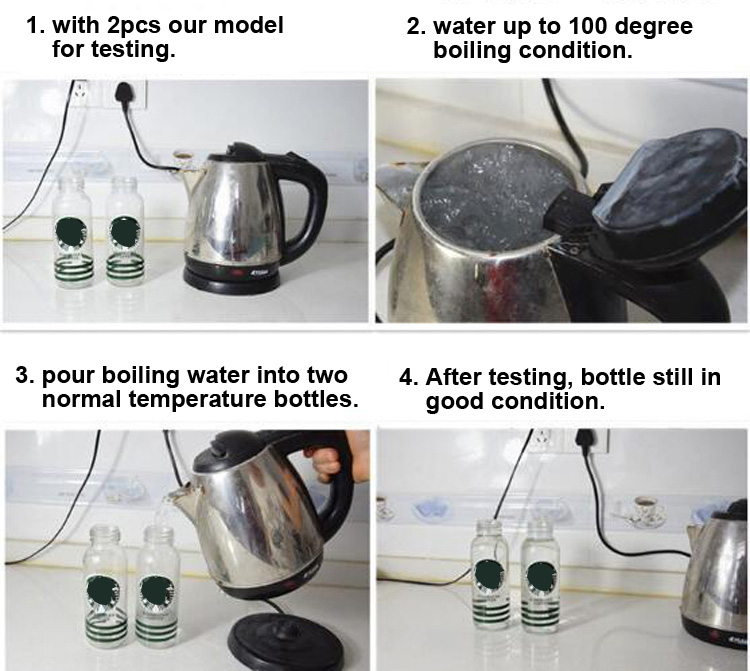 1. with 2pcs our model
for testing.
2. water up to 100 degree
boiling condition.
3. pour boiling water into two
normal temperature bottles.
4. After testing, bottle still in
good condition.